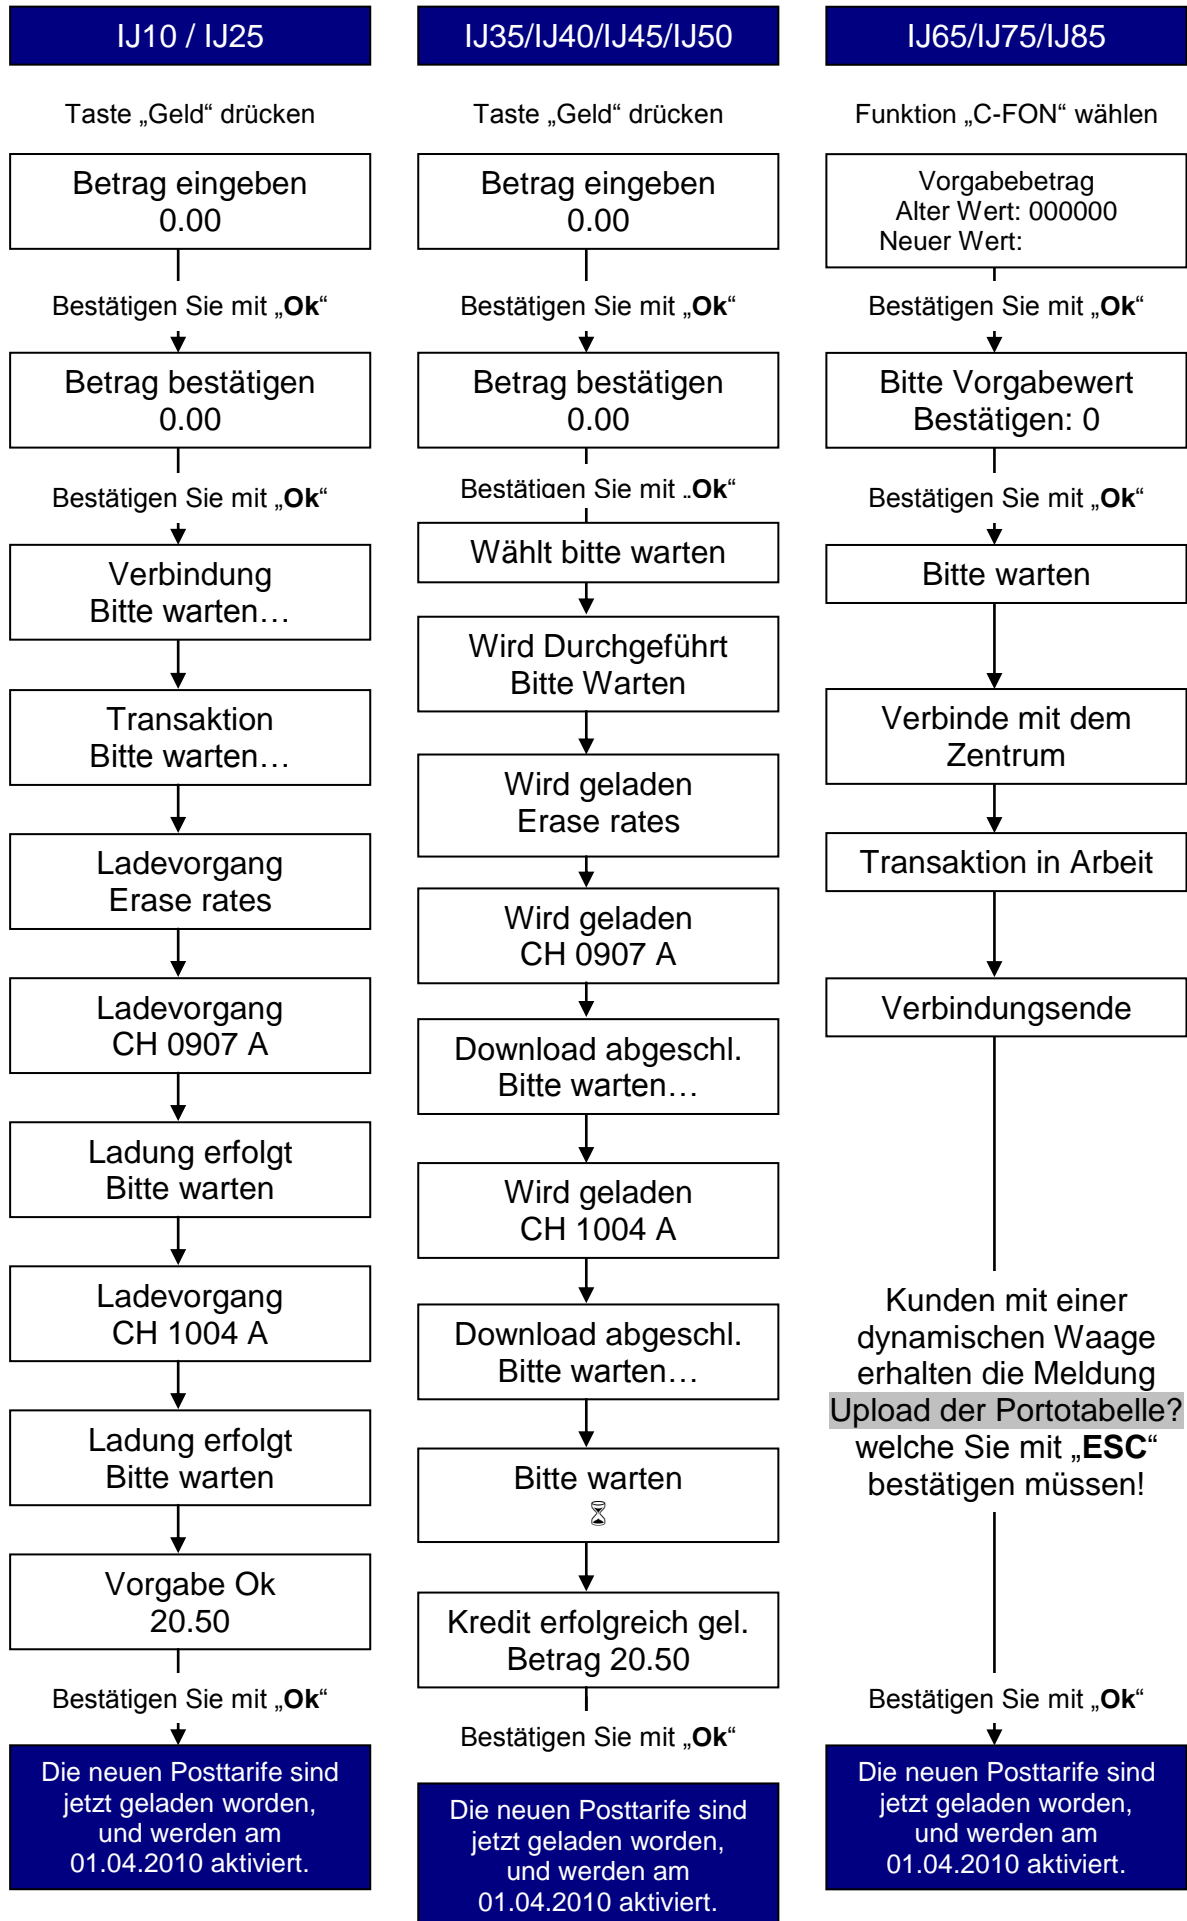 IJ10 / IJ25
Taste „Geld“ drücken
Betrag eingeben
0.00
Bestätigen Sie mit „Ok“
Betrag bestätigen
0.00
Bestätigen Sie mit „Ok“
Verbindung
Bitte warten…
Transaktion
Bitte warten…
Ladevorgang
Erase rates
Ladevorgang
CH 0907 A
Ladung erfolgt
Bitte warten
Ladevorgang
CH 1004 A
Ladung erfolgt
Bitte warten
Vorgabe Ok
20.50
Bestätigen Sie mit „Ok“
Die neuen Posttarife sind
jetzt geladen worden,
und werden am
01.04.2010 aktiviert.
IJ35/IJ40/IJ45/IJ50
Taste „Geld“ drücken
Betrag eingeben
0.00
Bestätigen Sie mit „Ok“
Betrag bestätigen
0.00
Bestätigen Sie mit „Ok“
Wählt bitte warten
Wird Durchgeführt
Bitte Warten
Wird geladen
Erase rates
Wird geladen
CH 0907 A
Download abgeschl.
Bitte warten…
Wird geladen
CH 1004 A
Download abgeschl.
Bitte warten…
Bitte warten
Kredit erfolgreich gel.
Betrag 20.50
Bestätigen Sie mit „Ok“
Die neuen Posttarife sind
jetzt geladen worden,
und werden am
01.04.2010 aktiviert.
IJ65/IJ75/IJ85
Funktion „C-FON“ wählen
Vorgabebetrag
Alter Wert: 000000
Neuer Wert:
Bestätigen Sie mit „Ok“
Bitte Vorgabewert
Bestätigen: 0
Bestätigen Sie mit „Ok“
Bitte warten
Verbinde mit dem
Zentrum
Transaktion in Arbeit
Verbindungsende
Kunden mit einer
dynamischen Waage
erhalten die Meldung
Upload der Portotabelle?
welche Sie mit „ESC“
bestätigen müssen!
Bestätigen Sie mit „Ok“
Die neuen Posttarife sind
jetzt geladen worden,
und werden am
01.04.2010 aktiviert.